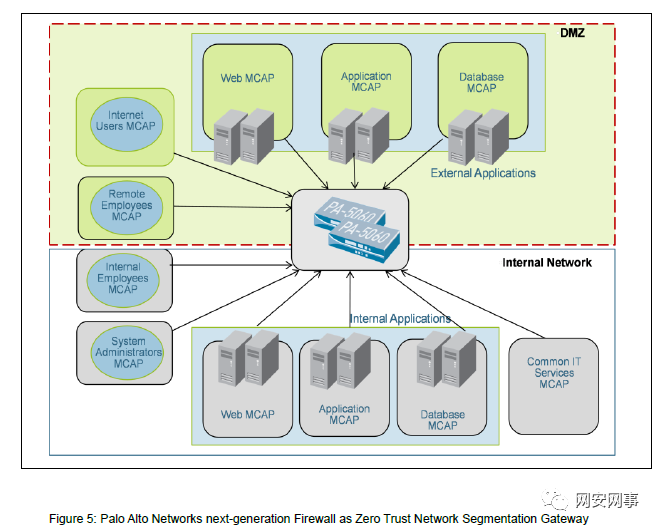 DMZ
Web MCAP
Application
MCAP
Database
MCAP
Internet
Users MCAP
External Applications
Remote
Employees
MCAP
PA-5060
PA-5060
Internal
Employees
MCAP
Internal Network
System
Administrators
MCAP
Internal Applications
Web MCAP
Application
MCAP
Database
MCAP
Common IT
Services
MCAP
网安网事
Figure 5: Palo Alto Networks next-generation Firewall as Zero Trust Network Segmentation Gateway